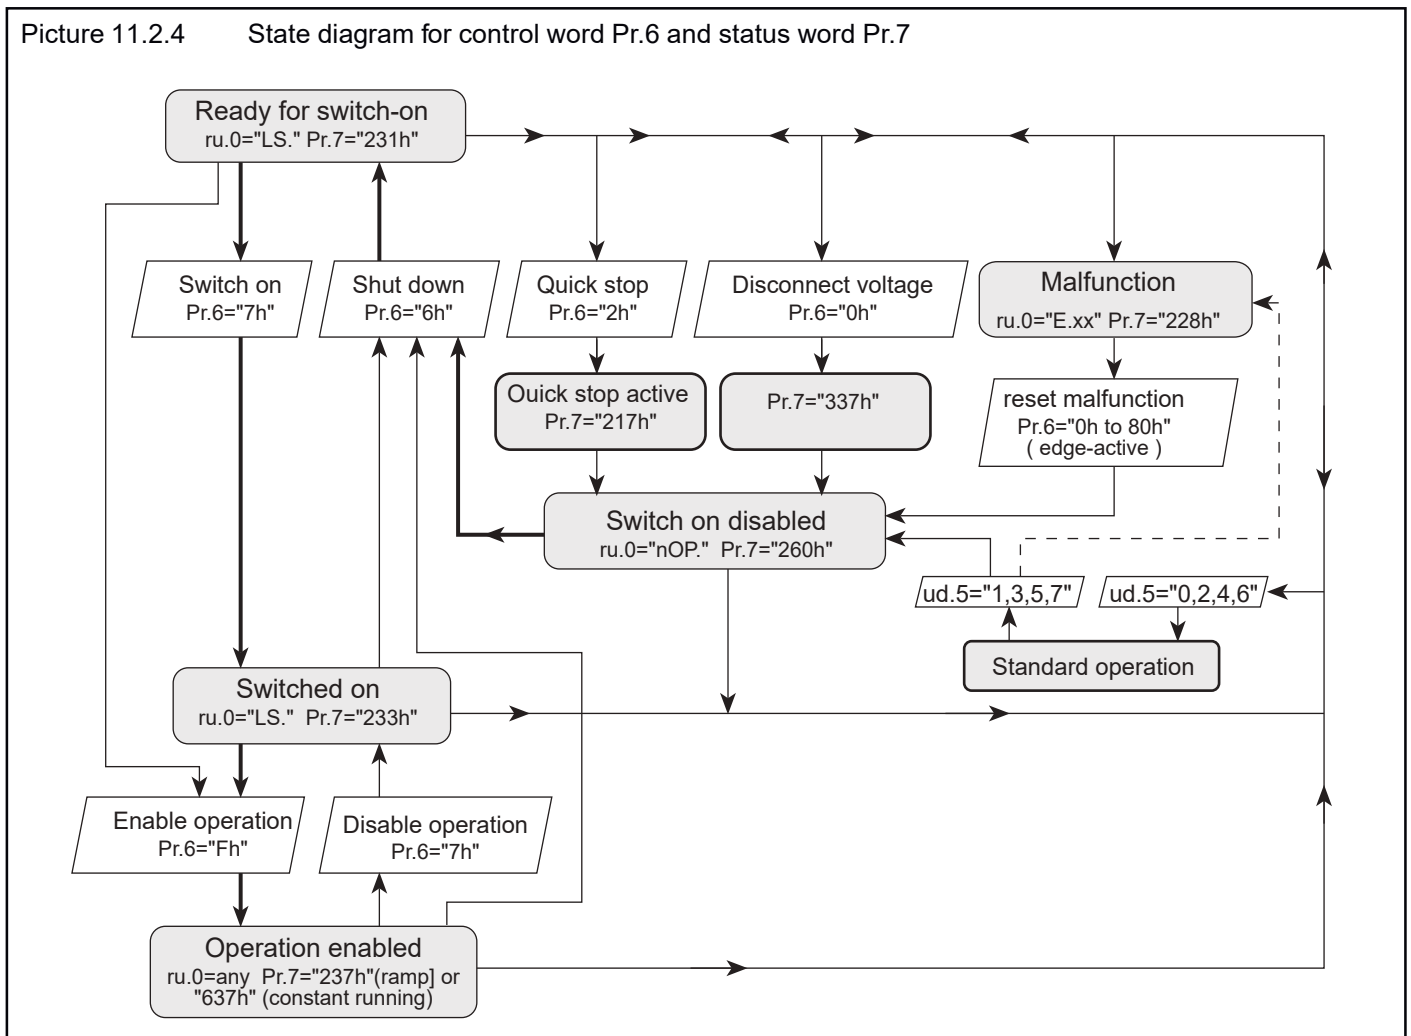 Picture 11.2.4 State diagram for control word Pr.6 and status word Pr.7
Ready for switch-on
ru.0="LS." Pr.7="231h"
Switch on
Pr.6="7h"
Shut down
Pr.6="6h"
Quick stop
Pr.6="2h"
Disconnect voltage
Pr.6="0h"
Malfunction
ru.0="E.xx" Pr.7="228h"
Ouick stop active
Pr.7="217h"
Pr.7="337h"
reset malfunction
Pr.6="0h to 80h"
( edge-active )
Switch on disabled
ru.0="nOP." Pr.7="260h"
ud.5="1,3,5,7"
ud.5="0,2,4,6"
Standard operation
Switched on
ru.0="LS." Pr.7="233h"
Enable operation
Pr.6="Fh"
Disable operation
Pr.6="7h"
Operation enabled
ru.0=any Pr.7="237h"(ramp] or
"637h" (constant running)